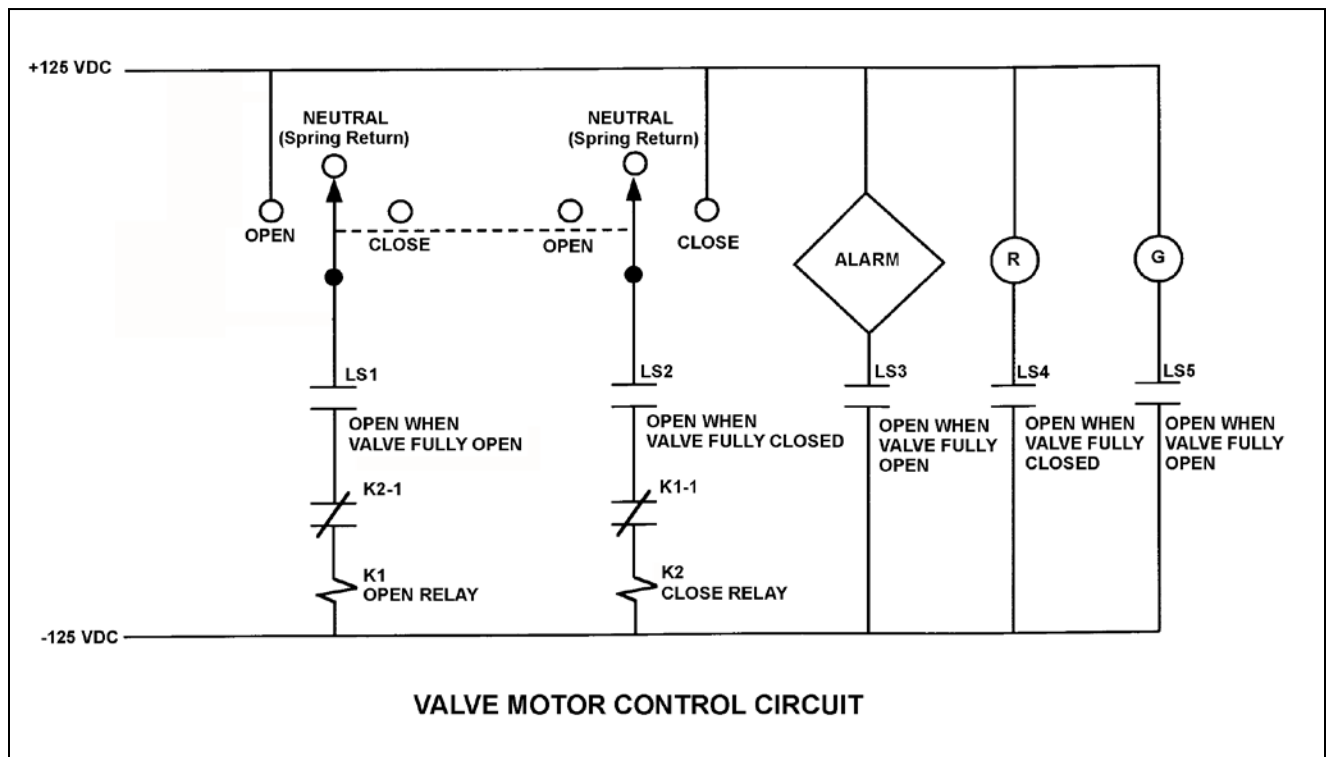 +125 VDC
NEUTRAL
(Spring Return)
NEUTRAL
(Spring Return)
OPEN
CLOSE
OPEN
CLOSE
ALARM
R
G
LS1
OPEN WHEN
VALVE FULLY OPEN
LS2
OPEN WHEN
VALVE FULLY CLOSED
LS3
OPEN WHEN
VALVE FULLY
OPEN
LS4
OPEN WHEN
VALVE FULLY
CLOSED
LS5
OPEN WHEN
VALVE FULLY
OPEN
K2-1
K1-1
K1
OPEN RELAY
K2
CLOSE RELAY
-125 VDC
VALVE MOTOR CONTROL CIRCUIT